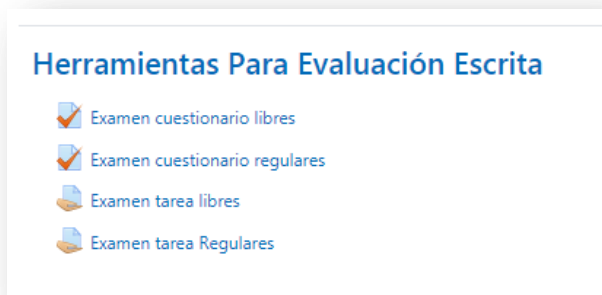 Herramientas Para Evaluación Escrita
Examen cuestionario libres
Examen cuestionario regulares
Examen tarea libres
Examen tarea Regulares